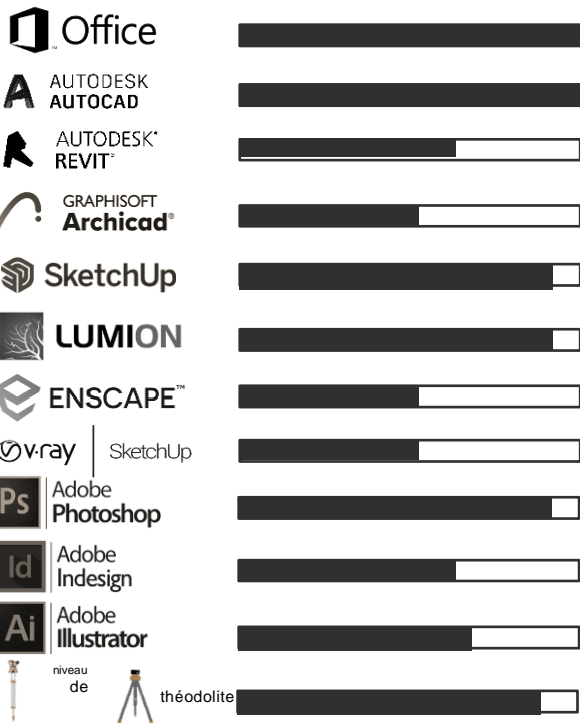 Office
AUTODESK
AUTOCAD
AUTODESK®
REVIT®
GRAPHISOFT
Archicad®
SketchUp
LUMION
ENSCAPE™
v·ray | SketchUp
Ps Adobe
Photoshop
Id Adobe
Indesign
Ai Adobe
Illustrator
niveau
de
théodolite